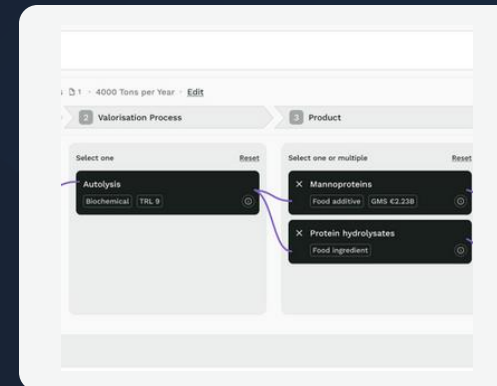 1 · 4000 Tons per Year · Edit
2 Valorisation Process
3 Product
Select one Reset
Select one or multiple Reset
Autolysis
Biochemical TRL 9
× Mannoproteins
Food additive GMS €2,23B
× Protein hydrolysates
Food ingredient